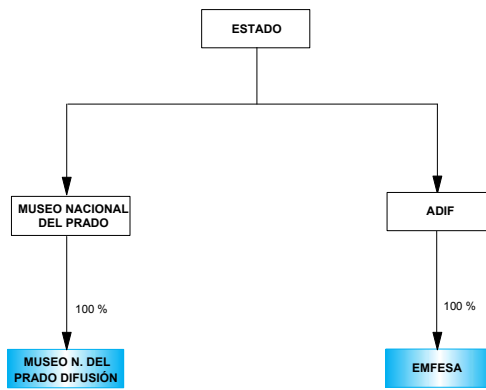 ESTADO
MUSEO NACIONAL
DEL PRADO
ADIF
100 %
100 %
MUSEO N. DEL
PRADO DIFUSIÓN
EMFESA